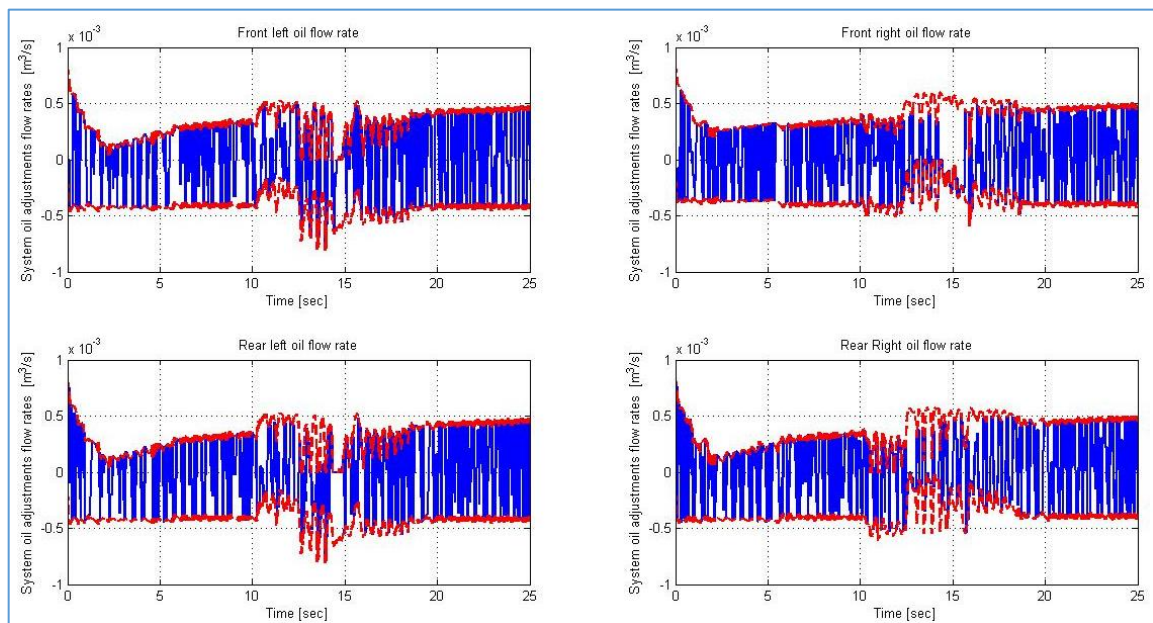 Front left oil flow rate
x 10⁻³
System oil adjustments flow rates [m³/s]
1
0.5
0
-0.5
-1
0 5 10 15 20 25
Time [sec]
Front right oil flow rate
x 10⁻³
System oil adjustments flow rates [m³/s]
1
0.5
0
-0.5
-1
0 5 10 15 20 25
Time [sec]
Rear left oil flow rate
x 10⁻³
System oil adjustments flow rates [m³/s]
1
0.5
0
-0.5
-1
0 5 10 15 20 25
Time [sec]
Rear Right oil flow rate
x 10⁻³
System oil adjustments flow rates [m³/s]
1
0.5
0
-0.5
-1
0 5 10 15 20 25
Time [sec]